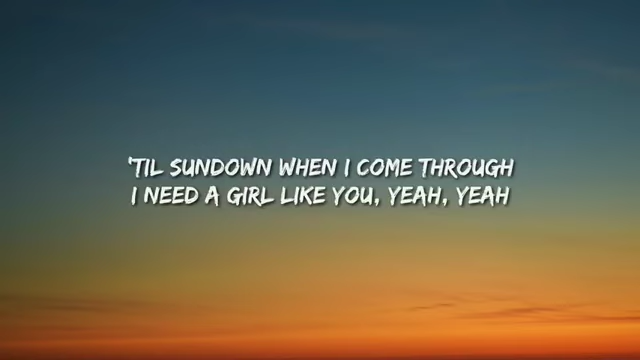 'TIL SUNDOWN WHEN I COME THROUGH
I NEED A GIRL LIKE YOU, YEAH, YEAH